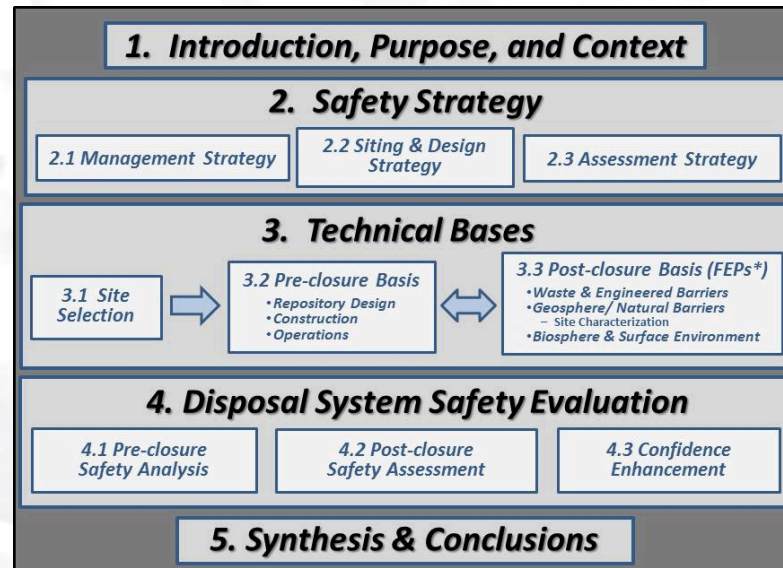 1. Introduction, Purpose, and Context
2. Safety Strategy
2.1 Management Strategy
2.2 Siting & Design
Strategy
2.3 Assessment Strategy
3. Technical Bases
3.1 Site
Selection
3.2 Pre-closure Basis
•Repository Design
•Construction
•Operations
3.3 Post-closure Basis (FEPs*)
•Waste & Engineered Barriers
•Geosphere/ Natural Barriers
– Site Characterization
•Biosphere & Surface Environment
4. Disposal System Safety Evaluation
4.1 Pre-closure
Safety Analysis
4.2 Post-closure
Safety Assessment
4.3 Confidence
Enhancement
5. Synthesis & Conclusions